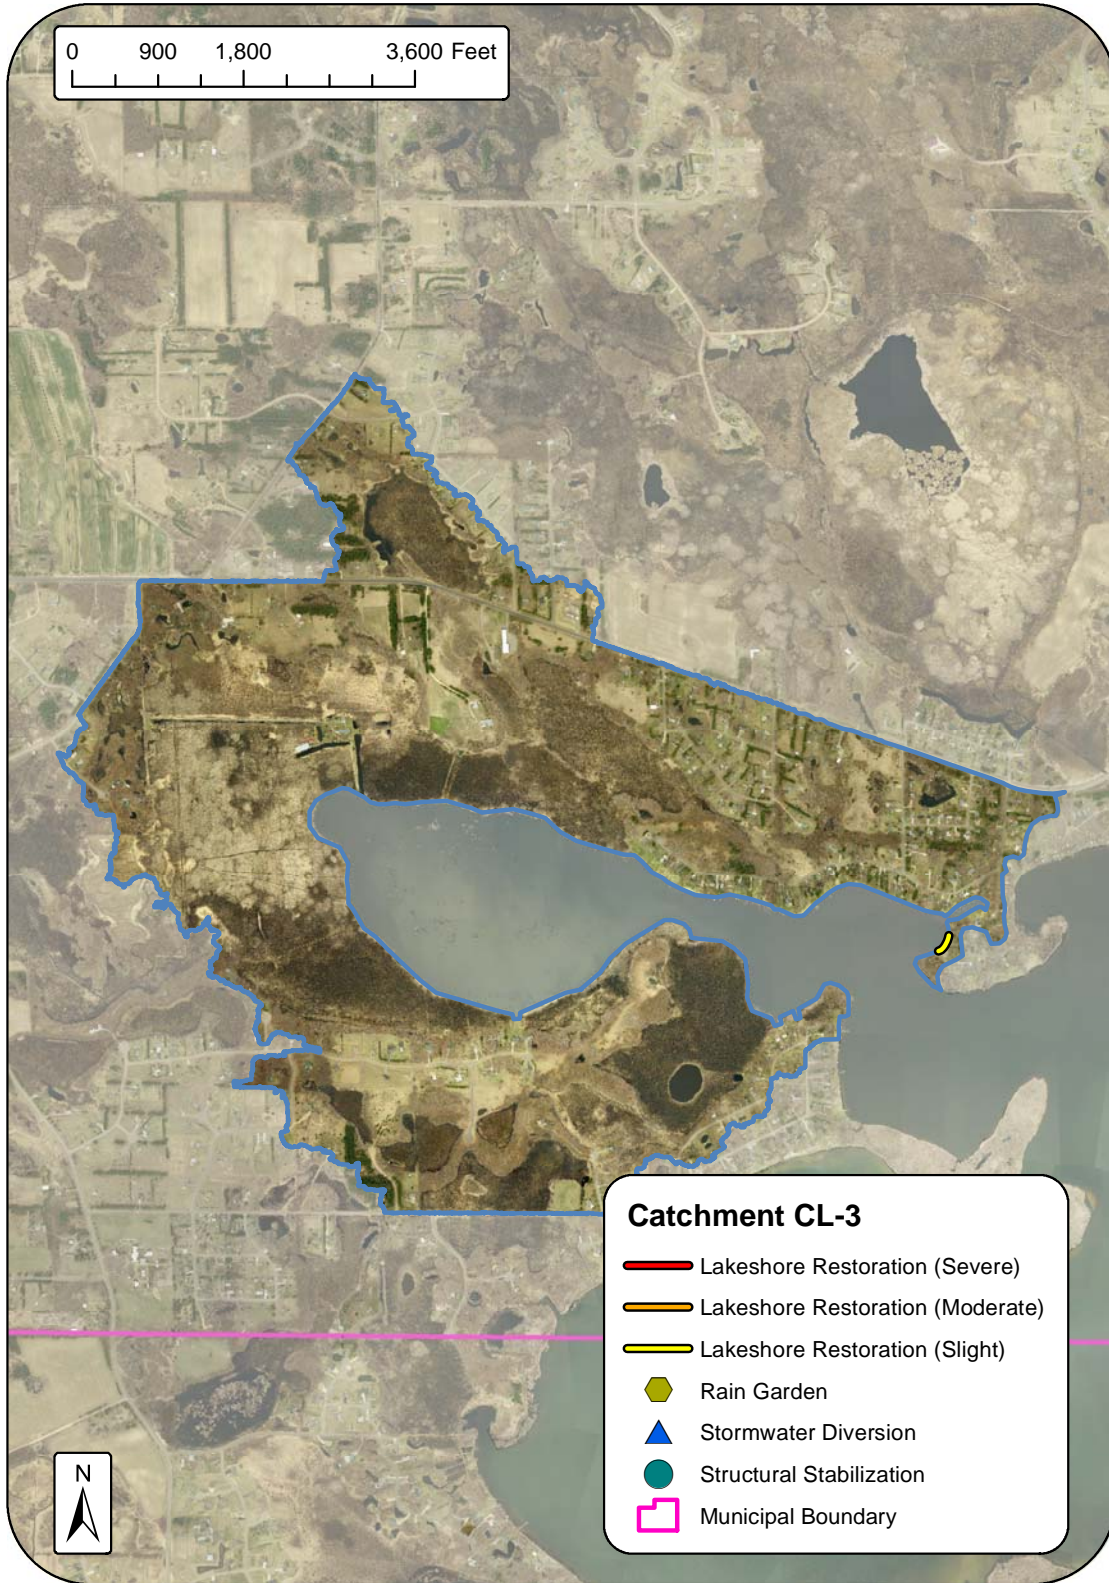 0 900 1,800 3,600 Feet
Catchment CL-3
Lakeshore Restoration (Severe)
Lakeshore Restoration (Moderate)
Lakeshore Restoration (Slight)
Rain Garden
Stormwater Diversion
Structural Stabilization
Municipal Boundary
N